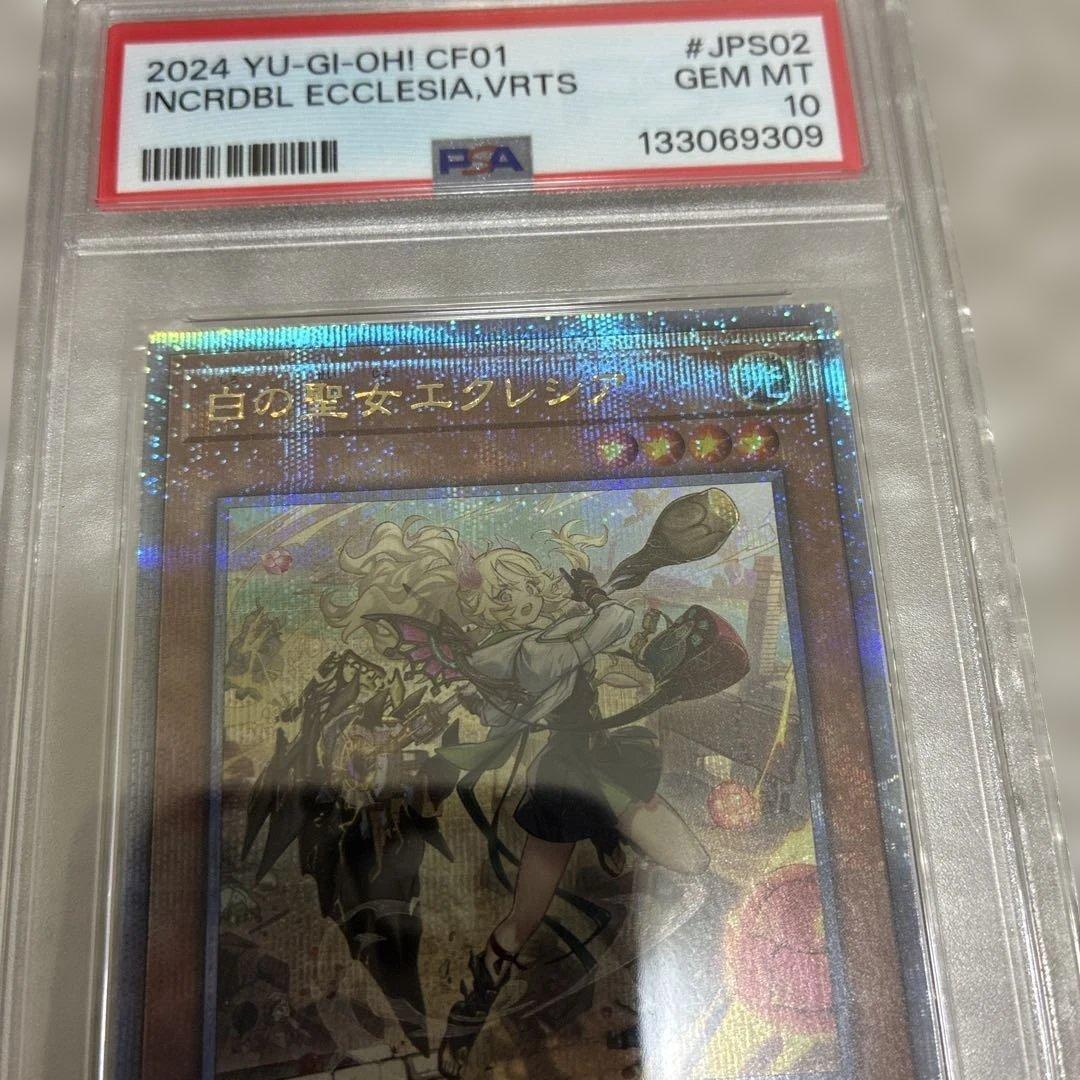 2024 YU-GI-OH! CF01 #JPS02
INCRDBL ECCLESIA,VRTS GEM MT
10
PSA 133069309
白の聖女エクレシア